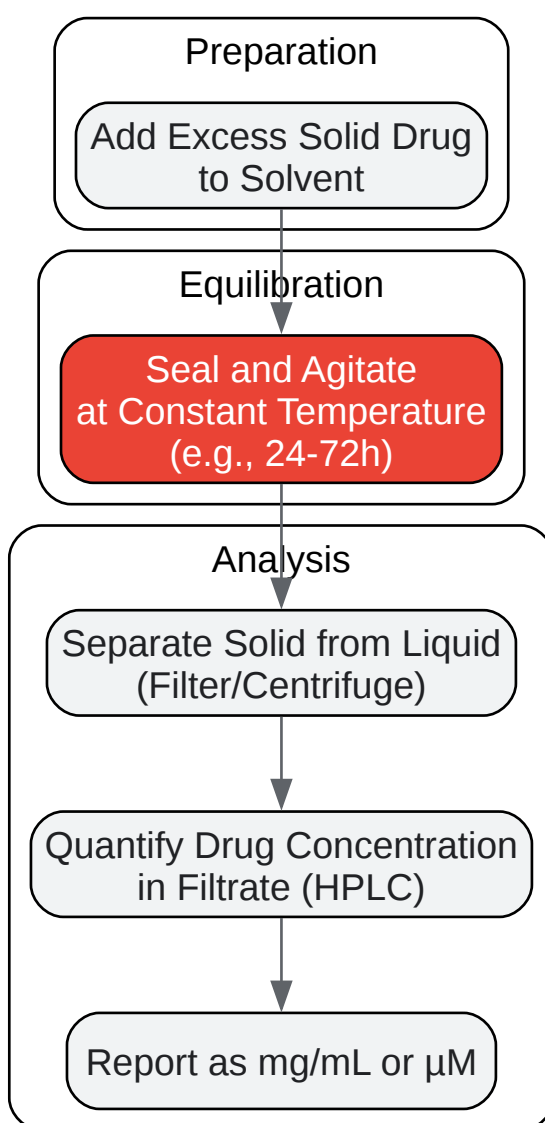 Preparation
Add Excess Solid Drug
to Solvent
Equilibration
Seal and Agitate
at Constant Temperature
(e.g., 24-72h)
Analysis
Separate Solid from Liquid
(Filter/Centrifuge)
Quantify Drug Concentration
in Filtrate (HPLC)
Report as mg/mL or µM